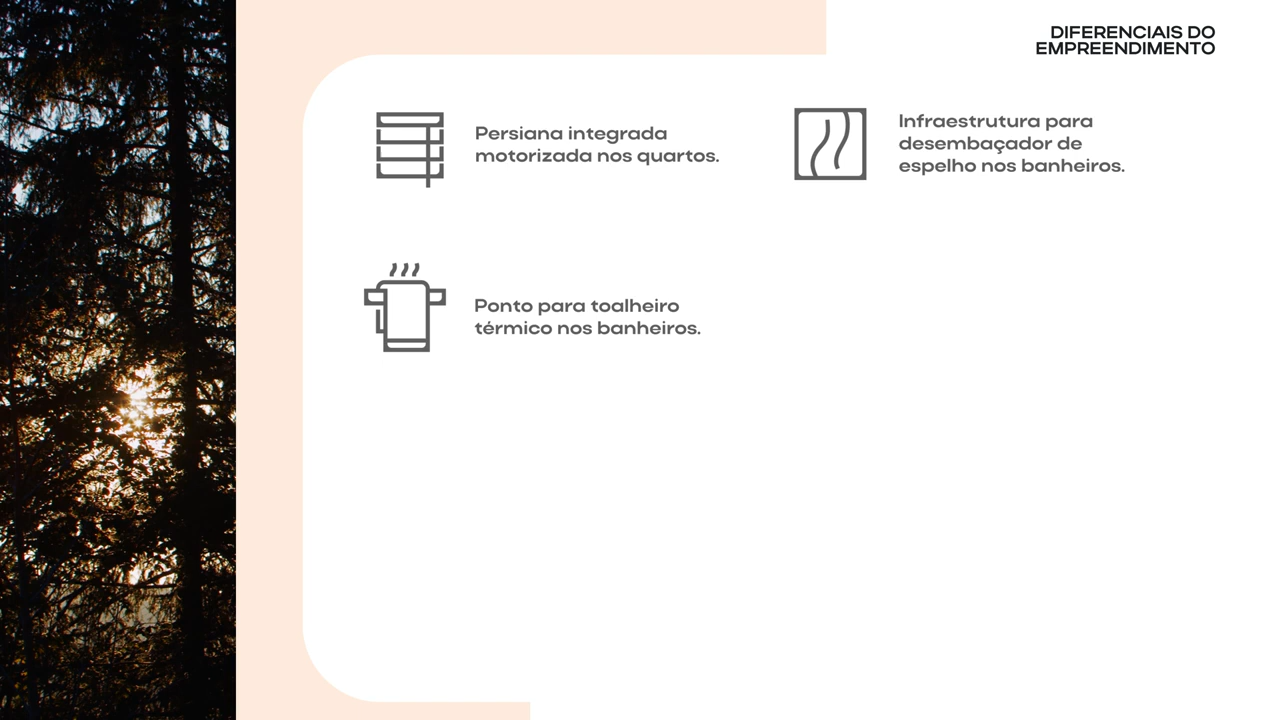 DIFERENCIAIS DO
EMPREENDIMENTO
Persiana integrada
motorizada nos quartos.
Infraestrutura para
desembaçador de
espelho nos banheiros.
Ponto para toalheiro
térmico nos banheiros.